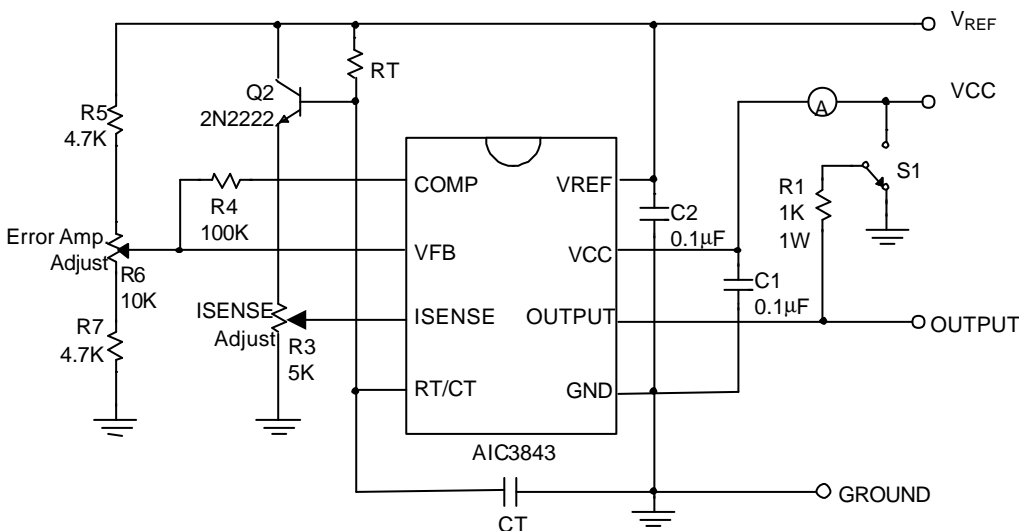 VREF
RT
Q2
2N2222
VCC
A
R5
4.7K
S1
COMP
VREF
R1
1K
1W
R4
100K
C2
0.1µF
Error Amp
Adjust
VFB
VCC
R6
10K
C1
0.1µF
ISENSE
Adjust
ISENSE
OUTPUT
OUTPUT
R7
4.7K
R3
5K
RT/CT
GND
AIC3843
CT
GROUND